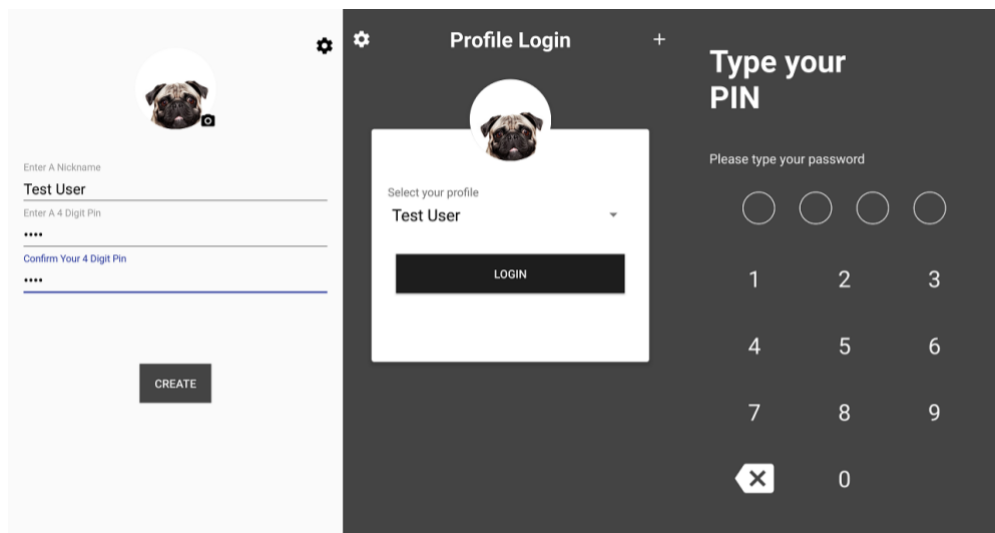 Enter A Nickname
Test User
Enter A 4 Digit Pin
••••
Confirm Your 4 Digit Pin
••••
CREATE
Profile Login
+
Select your profile
Test User
LOGIN
Type your
PIN
Please type your password
1 2 3
4 5 6
7 8 9
0